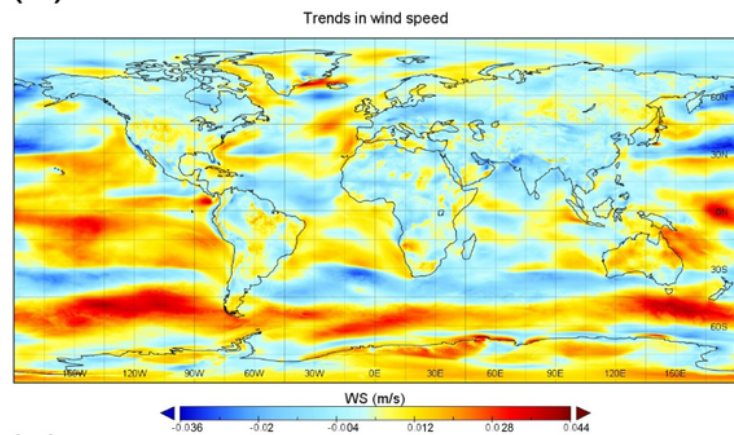 Trends in wind speed
60N
30N
0N
30S
60S
150W 120W 90W 60W 30W 0E 30E 60E 90E 120E 150E
WS (m/s)
-0.036 -0.02 -0.004 0.012 0.028 0.044